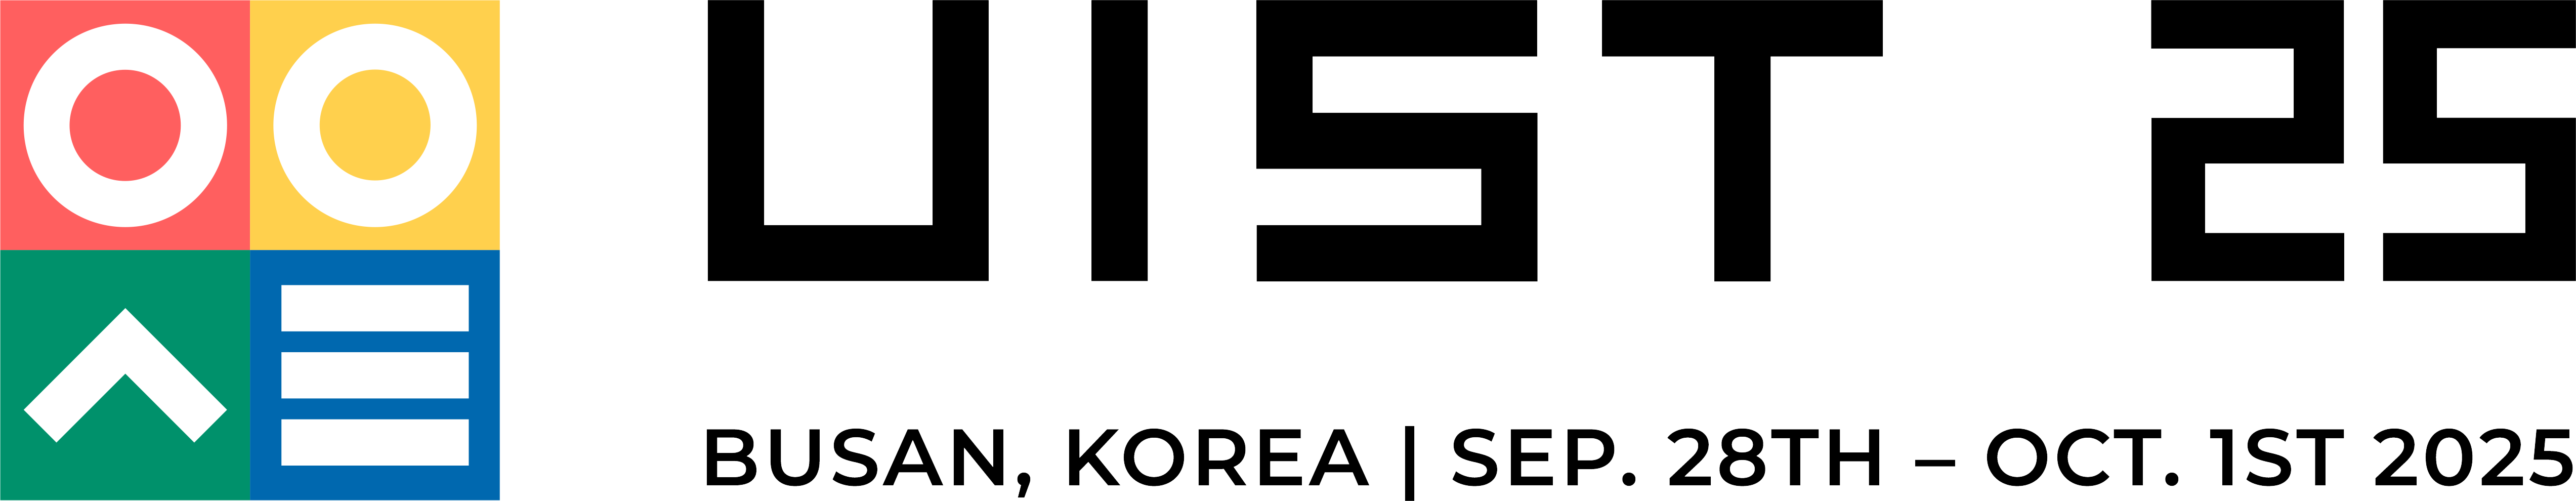 UIST 25
BUSAN, KOREA | SEP. 28TH – OCT. 1ST 2025